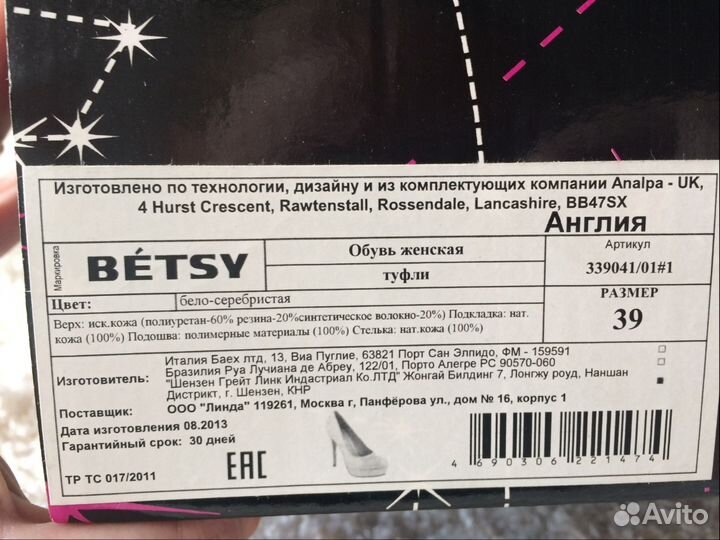 Изготовлено по технологии, дизайну и из комплектующих компании Analpa - UK,
4 Hurst Crescent, Rawtenstall, Rossendale, Lancashire, BB47SX
Англия
Маркировка
BÉTSY
Обувь женская
туфли
Артикул
339041/01#1
Цвет:
бело-серебристая
РАЗМЕР
39
Верх: иск.кожа (полиуретан-60% резина-20%синтетическое волокно-20%) Подкладка: нат.
кожа (100%) Подошва: полимерные материалы (100%) Стелька: нат.кожа (100%)
Изготовитель:
Италия Баех лтд, 13, Виа Пуглие, 63821 Порт Сан Элпидо, ФМ - 159591
Бразилия Руа Лучиана де Абреу, 122/01, Порто Алегре РС 90570-060
"Шензен Грейт Линк Индастриал Ко.ЛТД" Жонгай Билдинг 7, Лонгжу роуд, Наншан
Дистрикт, г. Шензен, КНР
Поставщик:
ООО "Линда" 119261, Москва г, Панфёрова ул., дом № 16, корпус 1
Дата изготовления 08.2013
Гарантийный срок: 30 дней
ТР ТС 017/2011
EAC
4 690306 221474
Avito